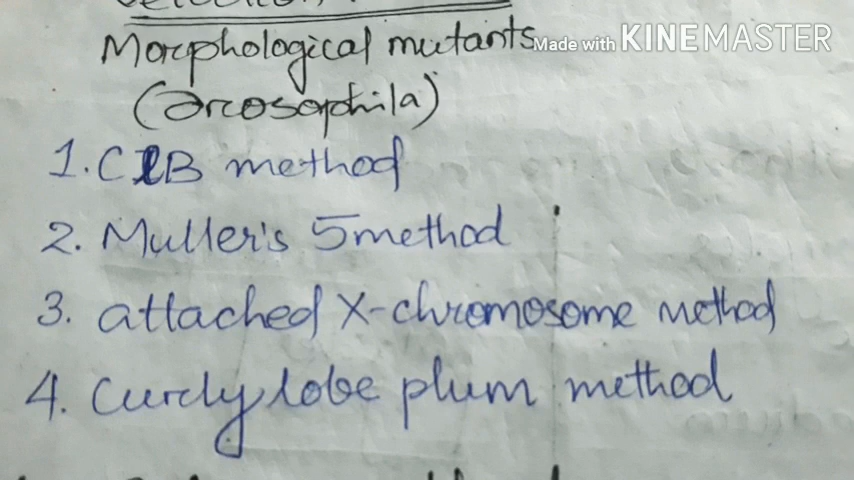 Morphological mutants
Made with KINEMASTER
(Drosophila)
1. ClB method
2. Muller's 5 method
3. attached X-chromosome method
4. Curly lobe plum method